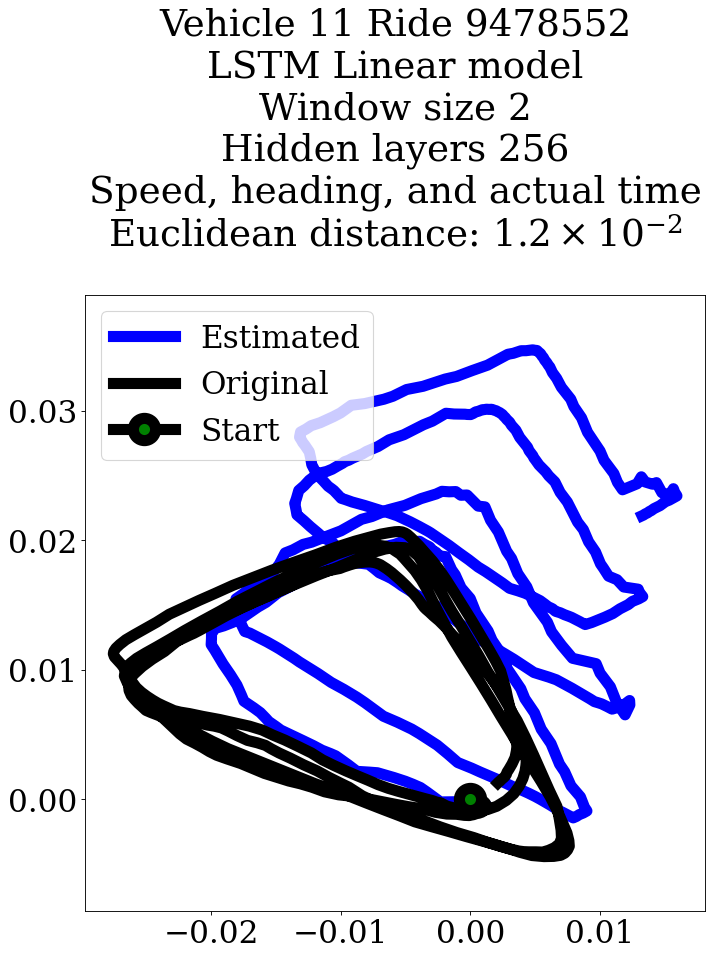 Vehicle 11 Ride 9478552
LSTM Linear model
Window size 2
Hidden layers 256
Speed, heading, and actual time
Euclidean distance: 1.2 × 10⁻²
Estimated
Original
Start
0.03
0.02
0.01
0.00
−0.02 −0.01 0.00 0.01